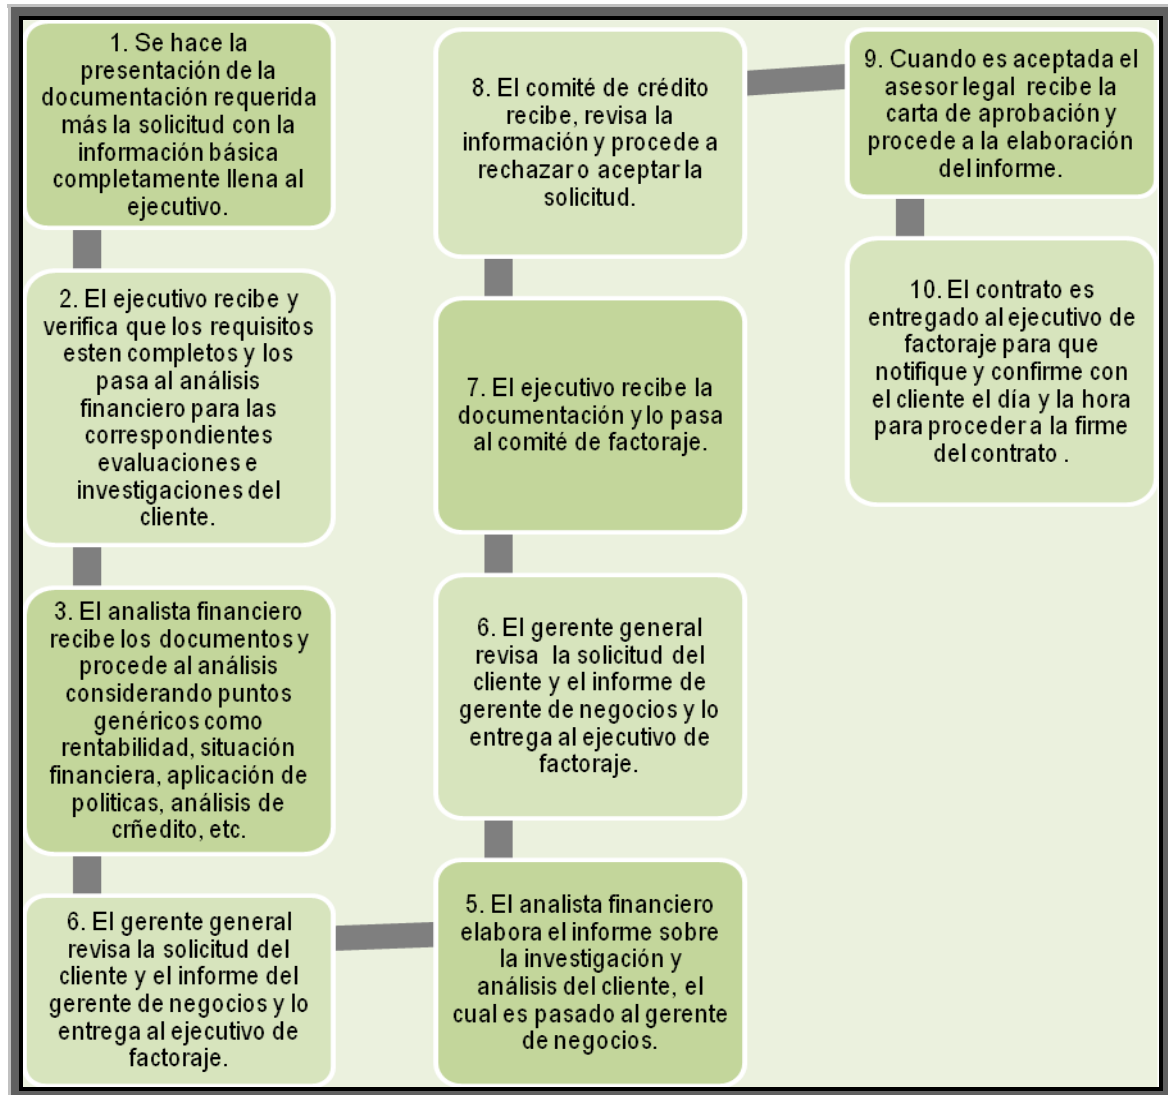 1. Se hace la
presentación de la
documentación requerida
más la solicitud con la
información básica
completamente llena al
ejecutivo.
2. El ejecutivo recibe y
verifica que los requisitos
esten completos y los
pasa al análisis
financiero para las
correspondientes
evaluaciones e
investigaciones del
cliente.
3. El analista financiero
recibe los documentos y
procede al análisis
considerando puntos
genéricos como
rentabilidad, situación
financiera, aplicación de
politicas, análisis de
crñedito, etc.
6. El gerente general
revisa la solicitud del
cliente y el informe del
gerente de negocios y lo
entrega al ejecutivo de
factoraje.
5. El analista financiero
elabora el informe sobre
la investigación y
análisis del cliente, el
cual es pasado al gerente
de negocios.
6. El gerente general
revisa la solicitud del
cliente y el informe de
gerente de negocios y lo
entrega al ejecutivo de
factoraje.
7. El ejecutivo recibe la
documentación y lo pasa
al comité de factoraje.
8. El comité de crédito
recibe, revisa la
información y procede a
rechazar o aceptar la
solicitud.
9. Cuando es aceptada el
asesor legal recibe la
carta de aprobación y
procede a la elaboración
del informe.
10. El contrato es
entregado al ejecutivo de
factoraje para que
notifique y confirme con
el cliente el día y la hora
para proceder a la firme
del contrato .